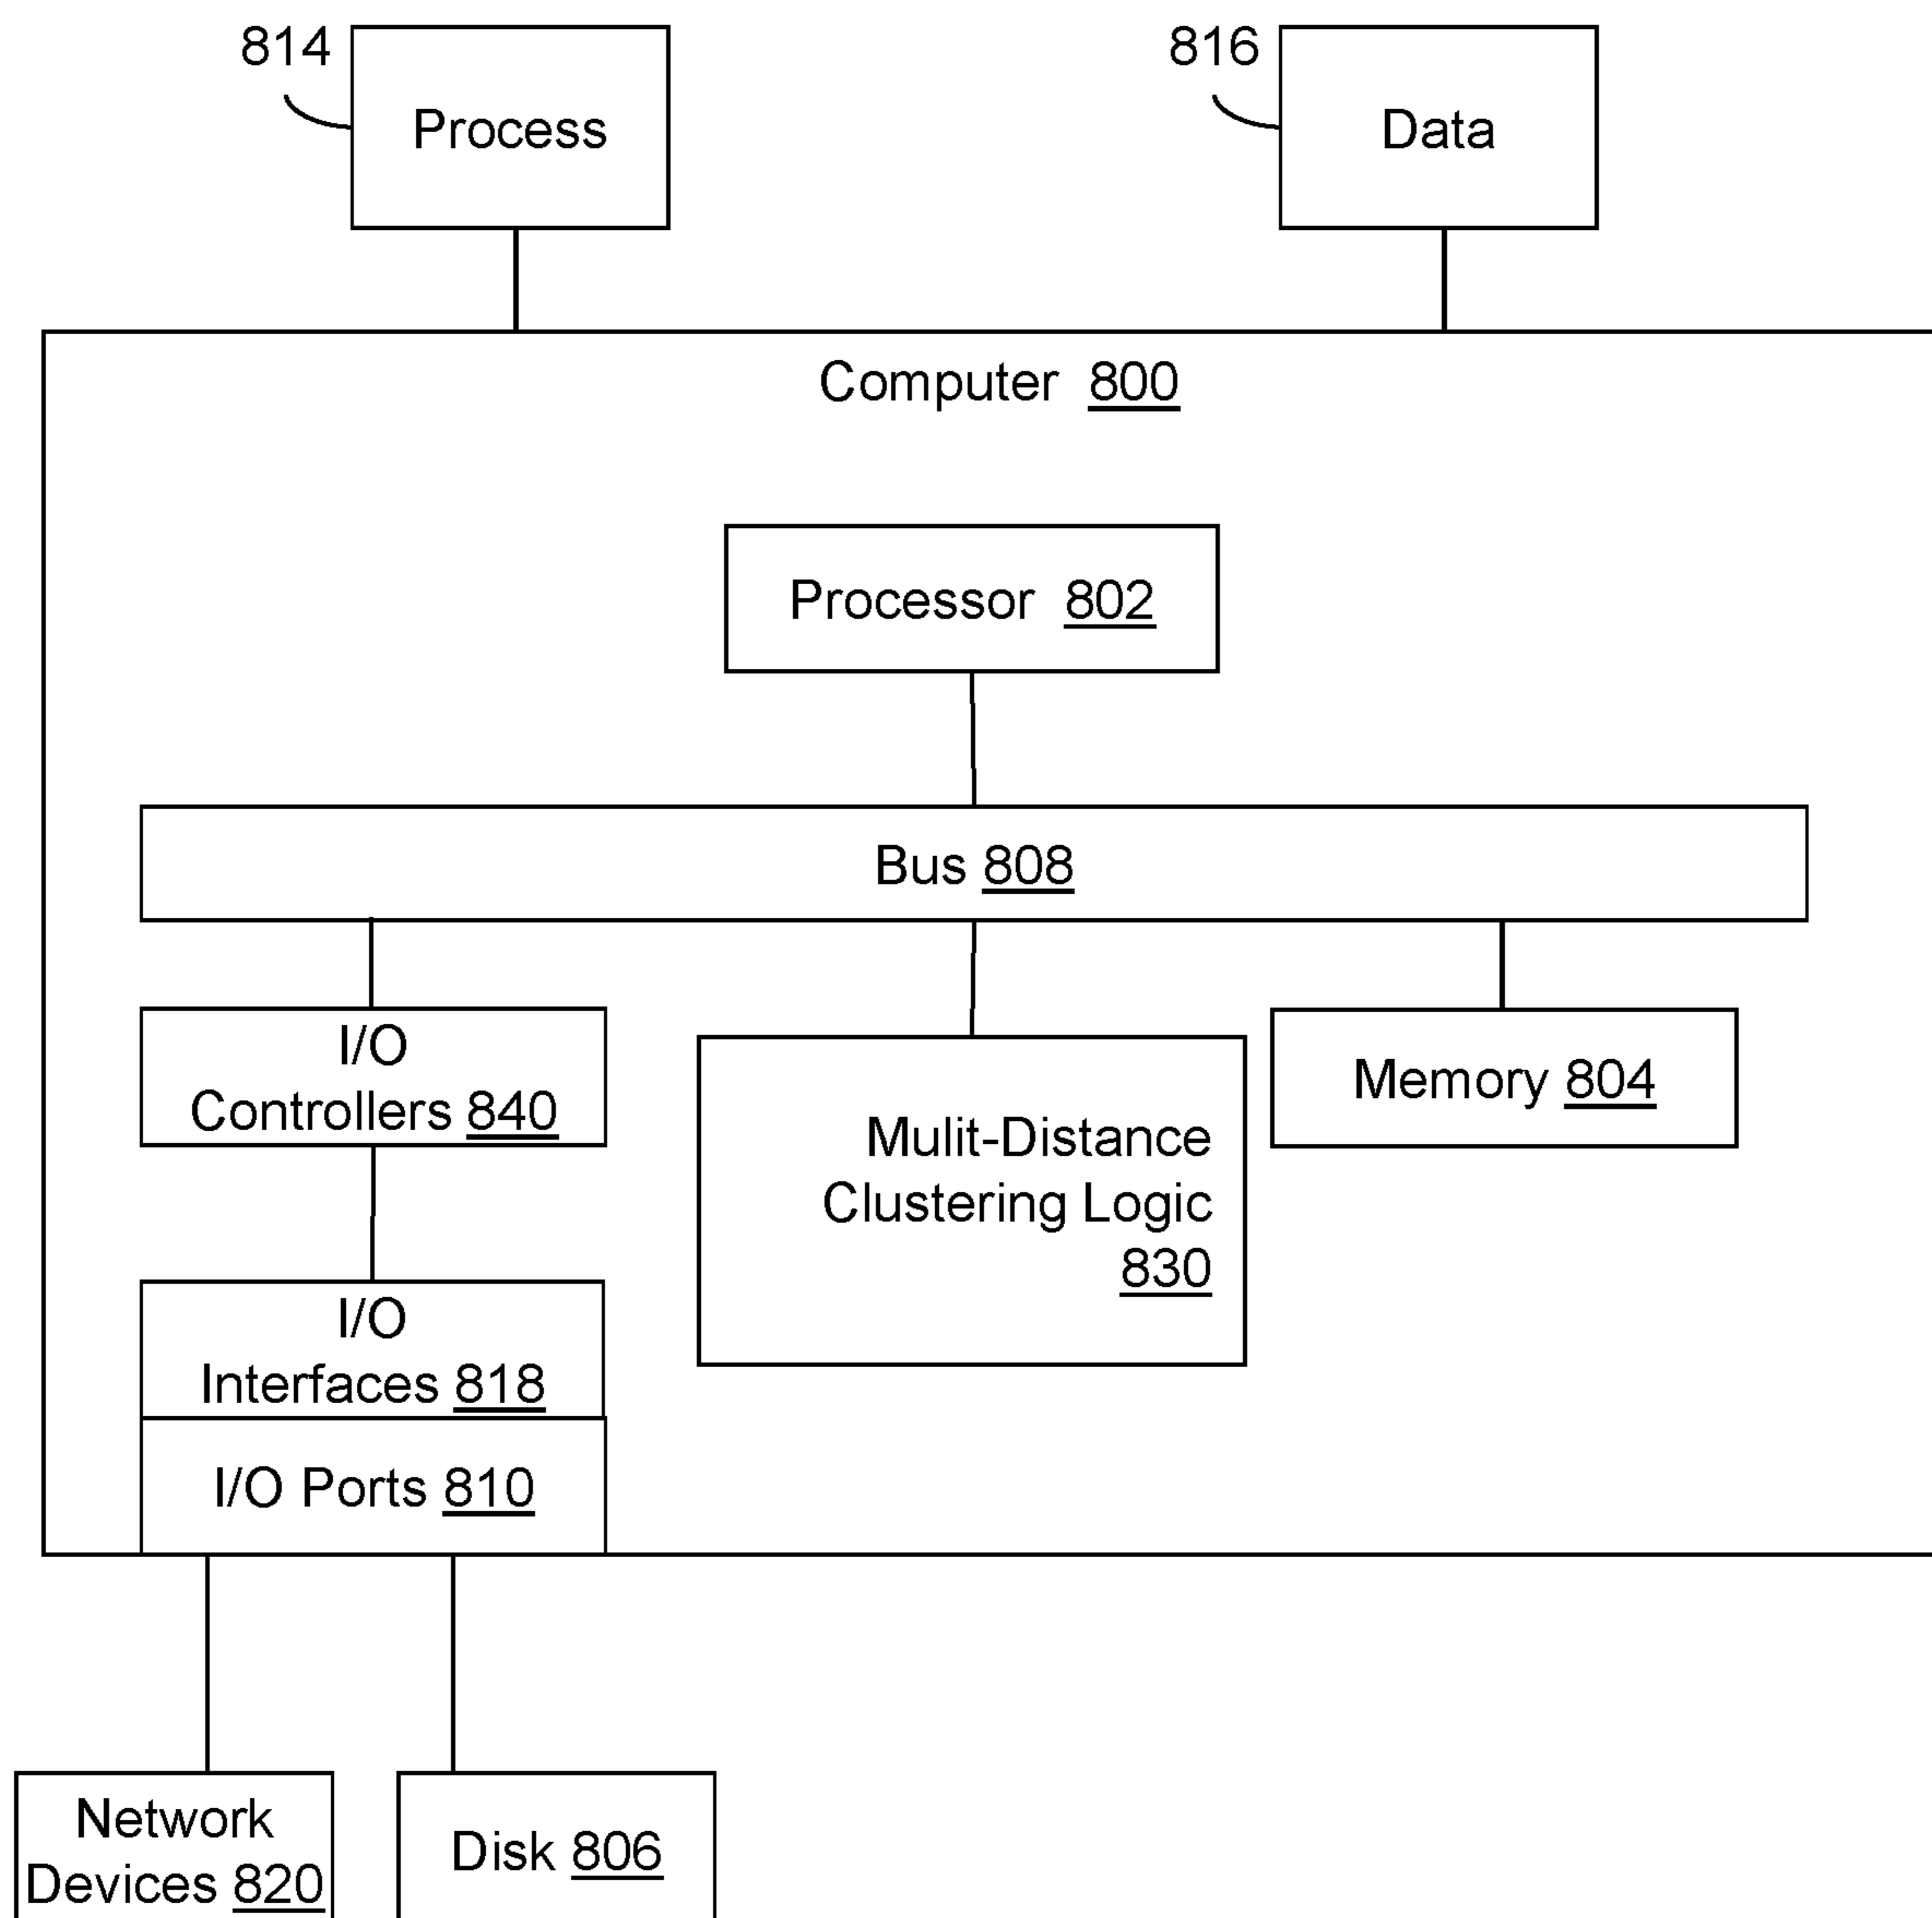 814
Process
816
Data
Computer 800
Processor 802
Bus 808
I/O
Controllers 840
Mulit-Distance
Clustering Logic
830
Memory 804
I/O
Interfaces 818
I/O Ports 810
Network
Devices 820
Disk 806